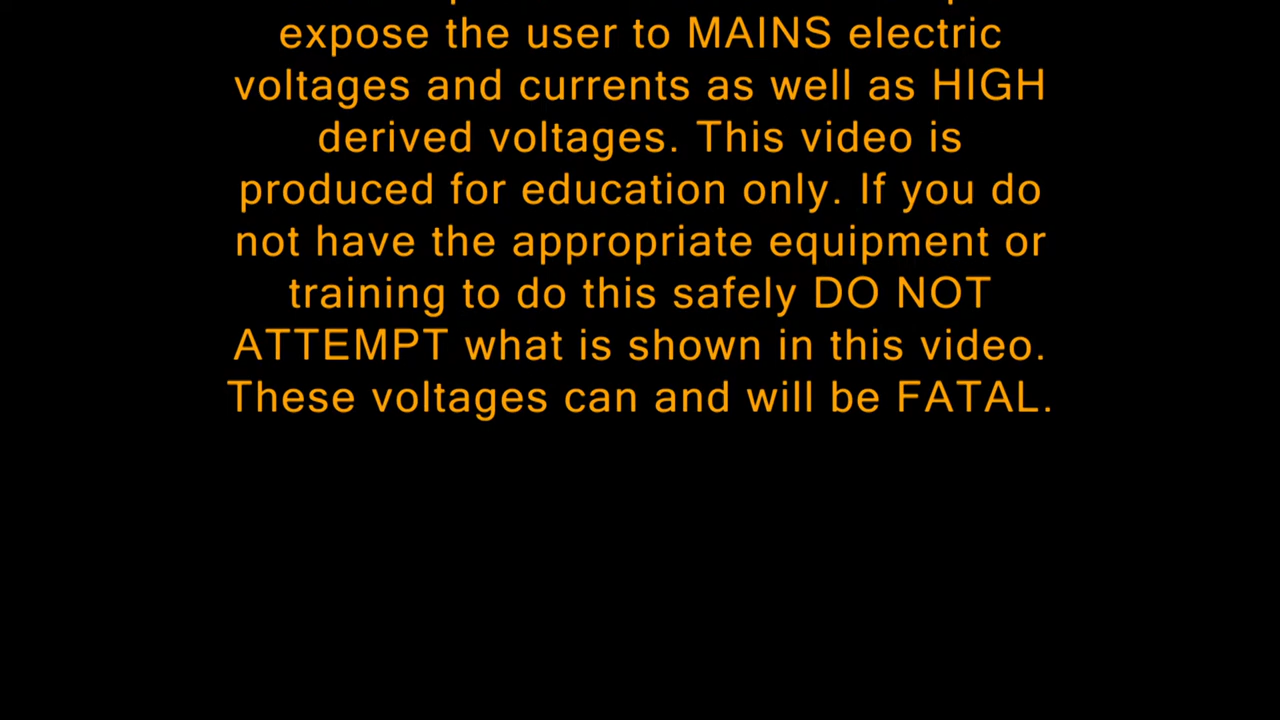 expose the user to MAINS electric
voltages and currents as well as HIGH
derived voltages. This video is
produced for education only. If you do
not have the appropriate equipment or
training to do this safely DO NOT
ATTEMPT what is shown in this video.
These voltages can and will be FATAL.